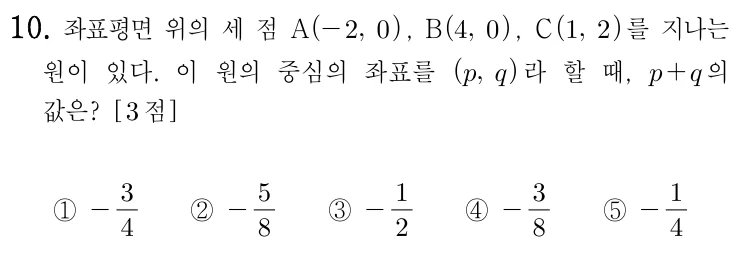 10. 좌표평면 위의 세 점 A(−2, 0), B(4, 0), C(1, 2)를 지나는
원이 있다. 이 원의 중심의 좌표를 (p, q)라 할 때, p+q의
값은? [3점]
① −3/4 ② −5/8 ③ −1/2 ④ −3/8 ⑤ −1/4